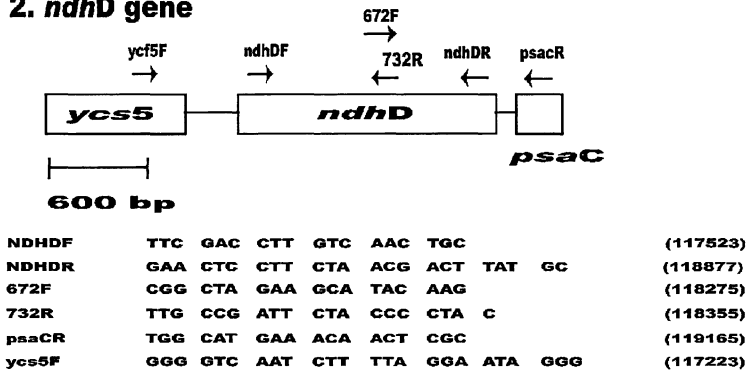 2. ndhD gene
672F
ycf5F ndhDF 732R ndhDR psacR
ycs5 ndhD
psaC
600 bp
NDHDF TTC GAC CTT GTC AAC TGC (117523)
NDHDR GAA CTC CTT CTA ACG ACT TAT GC (118877)
672F CGG CTA GAA GCA TAC AAG (118275)
732R TTG CCG ATT CTA CCC CTA C (118355)
psaCR TGG CAT GAA ACA ACT CGC (119165)
ycs5F GGG GTC AAT CTT TTA GGA ATA GGG (117223)